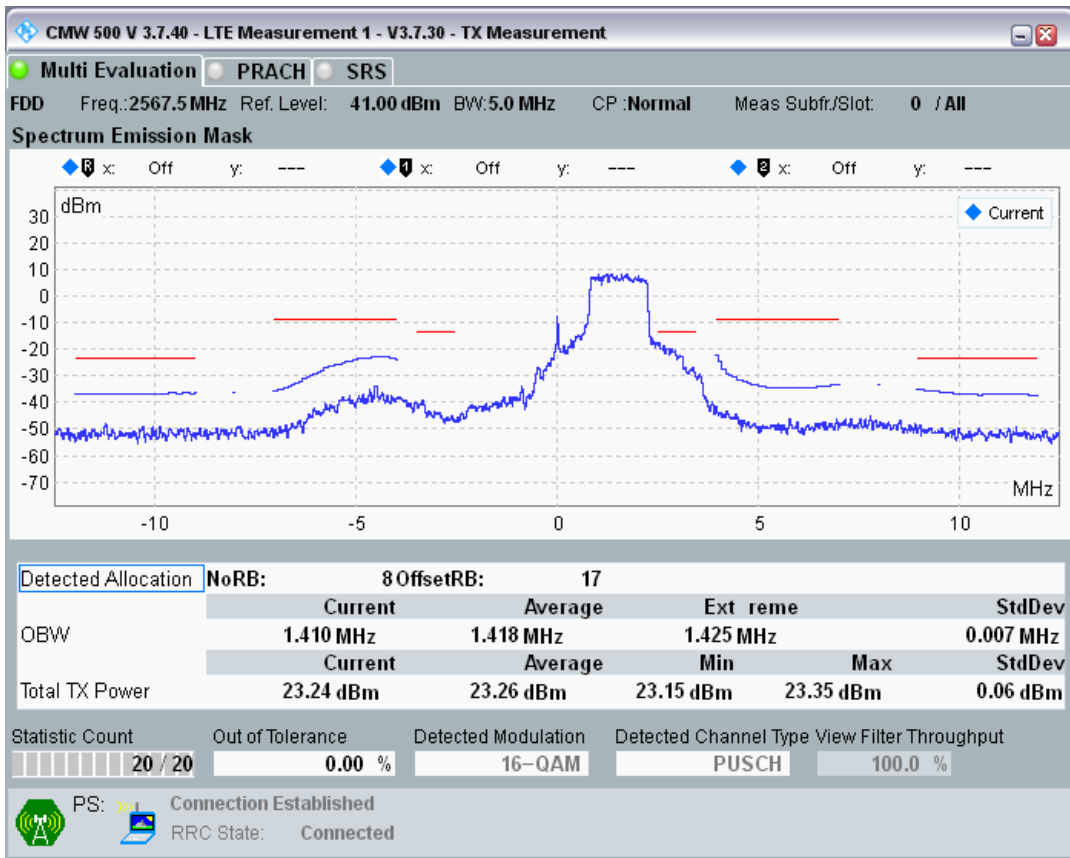 CMW 500 V 3.7.40 - LTE Measurement 1 - V3.7.30 - TX Measurement
Multi Evaluation PRACH SRS
FDD Freq.:2567.5 MHz Ref. Level: 41.00 dBm BW:5.0 MHz CP :Normal Meas Subfr./Slot: 0 / All
Spectrum Emission Mask
R x: Off y: --- 1 x: Off y: --- 2 x: Off y: ---
dBm
Current
30
20
10
0
-10
-20
-30
-40
-50
-60
-70
MHz
-10 -5 0 5 10
Detected Allocation NoRB: 8 OffsetRB: 17
Current Average Ext reme StdDev
OBW 1.410 MHz 1.418 MHz 1.425 MHz 0.007 MHz
Current Average Min Max StdDev
Total TX Power 23.24 dBm 23.26 dBm 23.15 dBm 23.35 dBm 0.06 dBm
Statistic Count Out of Tolerance Detected Modulation Detected Channel Type View Filter Throughput
20 / 20 0.00 % 16-QAM PUSCH 100.0 %
PS: Connection Established
RRC State: Connected